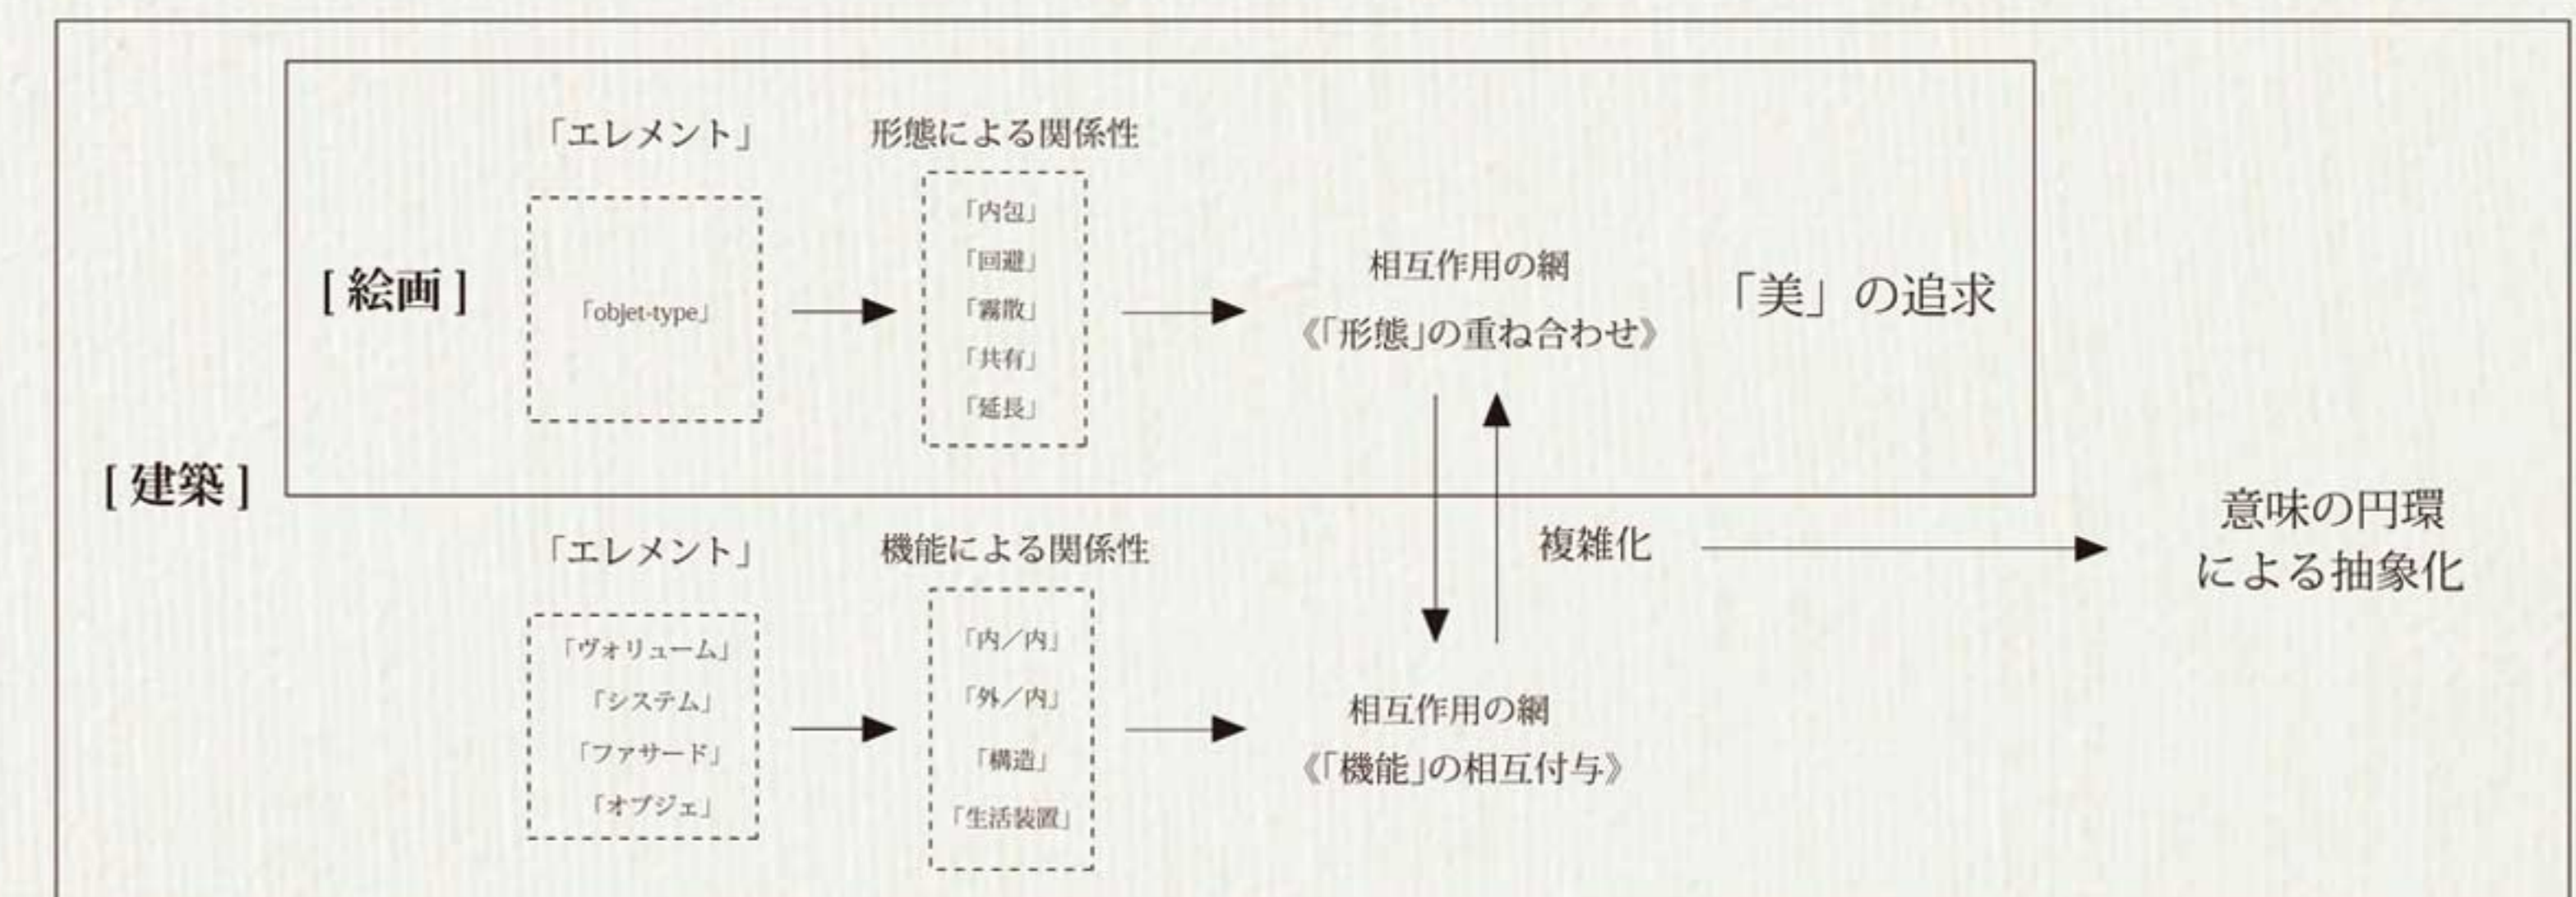 「エレメント」
形態による関係性
[ 絵画 ]
「objet-type」
「内包」
「回避」
「霧散」
「共有」
「延長」
相互作用の網
《「形態」の重ね合わせ》
「美」の追求
[ 建築 ]
「エレメント」
機能による関係性
「ヴォリューム」
「システム」
「ファサード」
「オブジェ」
「内／内」
「外／内」
「構造」
「生活装置」
相互作用の網
《「機能」の相互付与》
複雑化
意味の円環
による抽象化